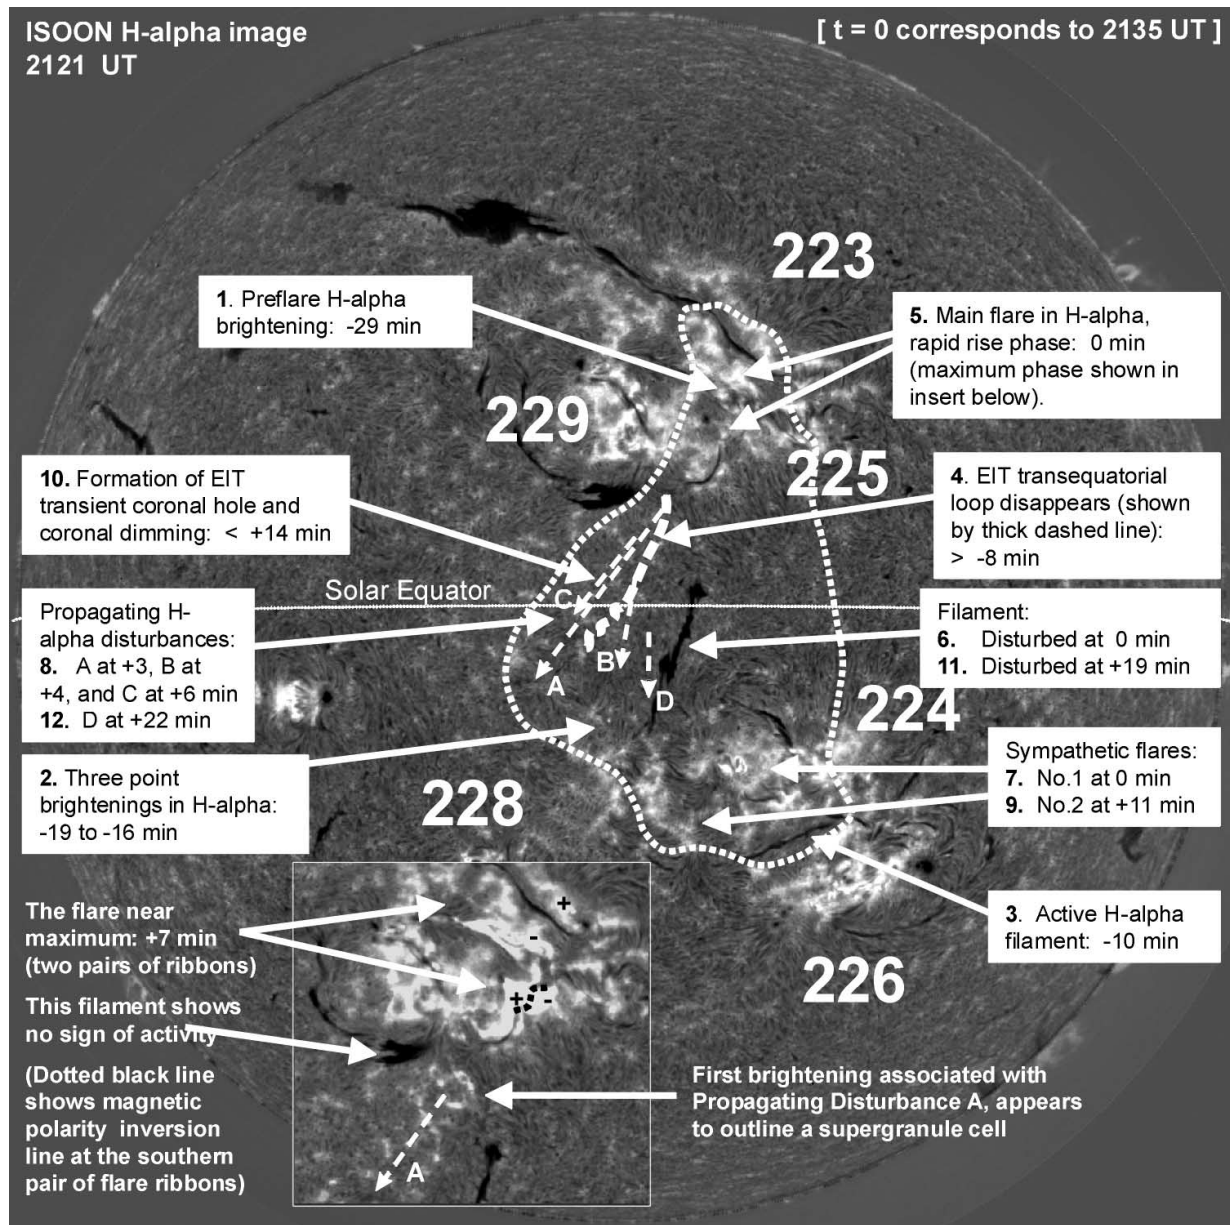 ISOON H-alpha image
2121 UT
[ t = 0 corresponds to 2135 UT ]
223
1. Preflare H-alpha
brightening: -29 min
5. Main flare in H-alpha,
rapid rise phase: 0 min
(maximum phase shown in
insert below).
229
225
10. Formation of EIT
transient coronal hole and
coronal dimming: < +14 min
4. EIT transequatorial
loop disappears (shown
by thick dashed line):
> -8 min
Solar Equator
C
B
A
D
Propagating H-
alpha disturbances:
8. A at +3, B at
+4, and C at +6 min
12. D at +22 min
Filament:
6. Disturbed at 0 min
11. Disturbed at +19 min
224
2. Three point
brightenings in H-alpha:
-19 to -16 min
228
Sympathetic flares:
7. No.1 at 0 min
9. No.2 at +11 min
3. Active H-alpha
filament: -10 min
226
The flare near
maximum: +7 min
(two pairs of ribbons)
This filament shows
no sign of activity
(Dotted black line
shows magnetic
polarity inversion
line at the southern
pair of flare ribbons)
+
-
+
-
A
First brightening associated with
Propagating Disturbance A, appears
to outline a supergranule cell